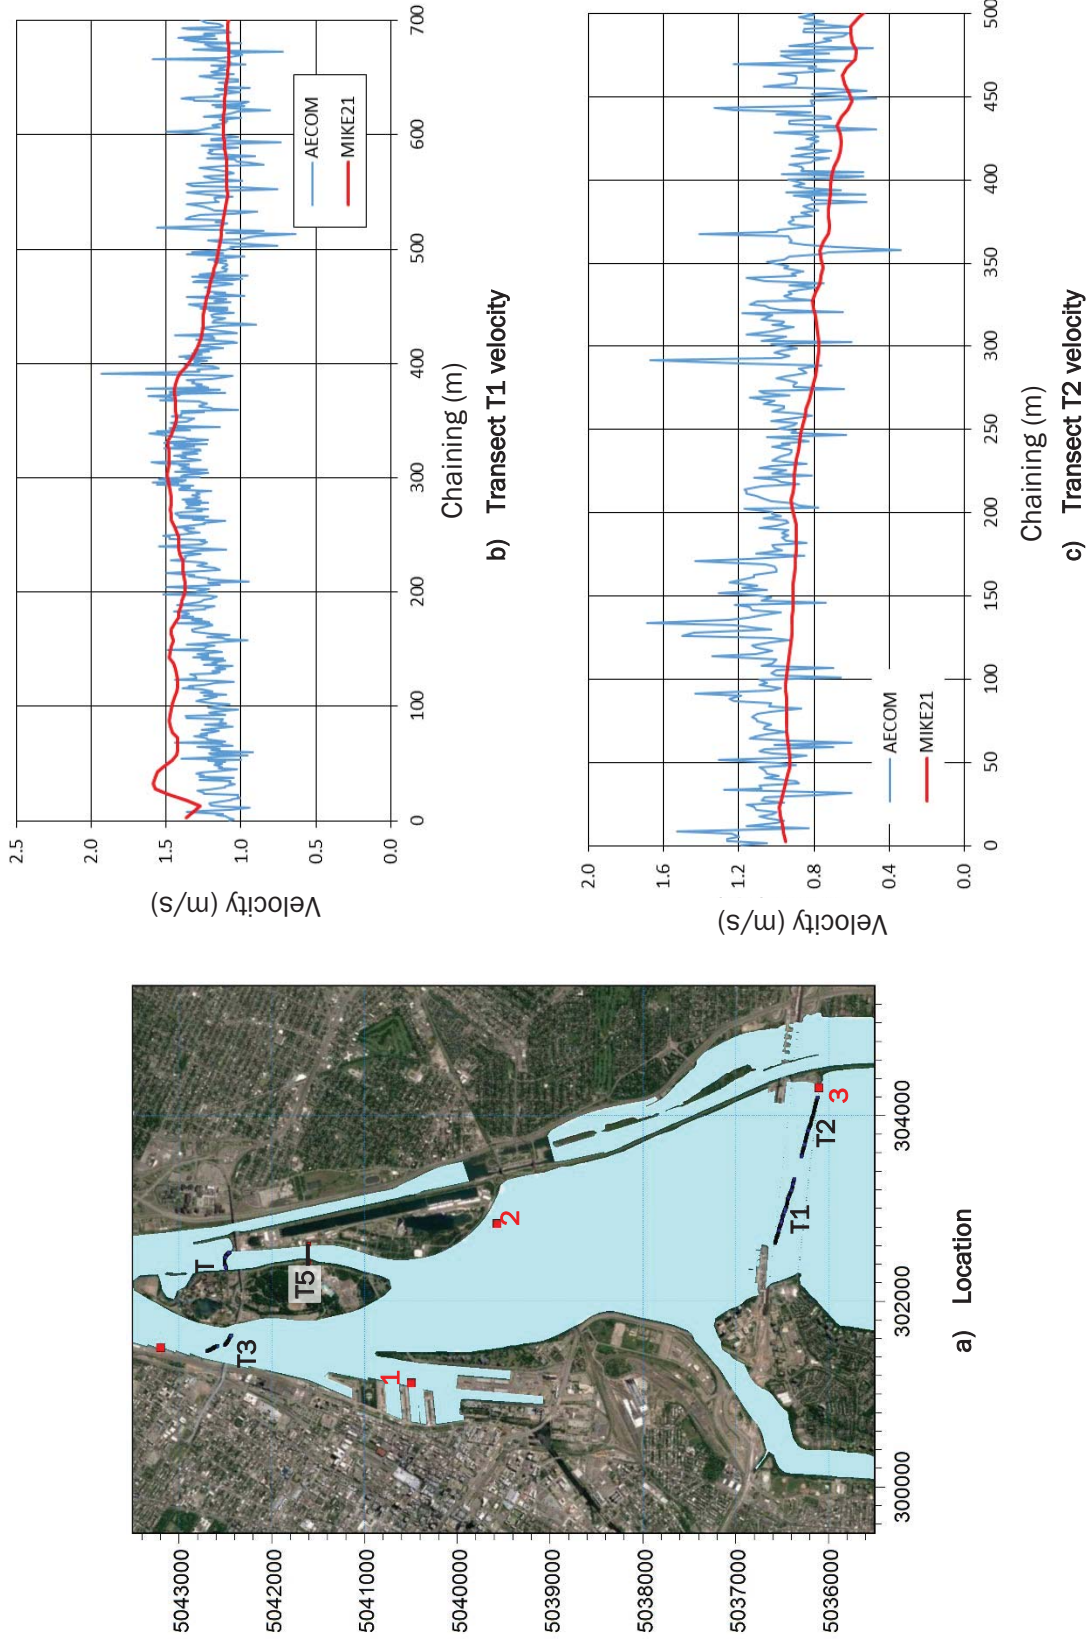 5043000
5042000
5041000
5040000
5039000
5038000
5037000
5036000
300000
302000
304000
T3
T
T5
1
2
3
T1
T2
a) Location
Velocity (m/s)
2.5
2.0
1.5
1.0
0.5
0.0
0
100
200
300
400
500
600
700
AECOM
MIKE21
Chaining (m)
b) Transect T1 velocity
Velocity (m/s)
2.0
1.6
1.2
0.8
0.4
0.0
0
50
100
150
200
250
300
350
400
450
500
AECOM
MIKE21
Chaining (m)
c) Transect T2 velocity